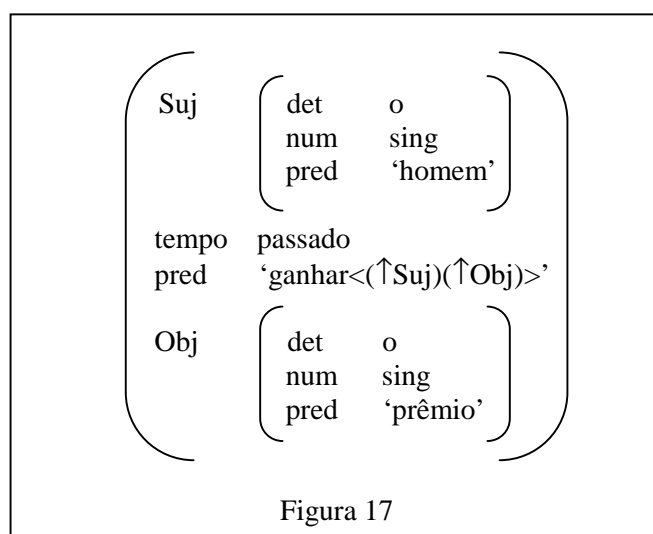 Suj det o
num sing
pred ‘homem’
tempo passado
pred ‘ganhar<(↑Suj)(↑Obj)>’
Obj det o
num sing
pred ‘prêmio’
Figura 17